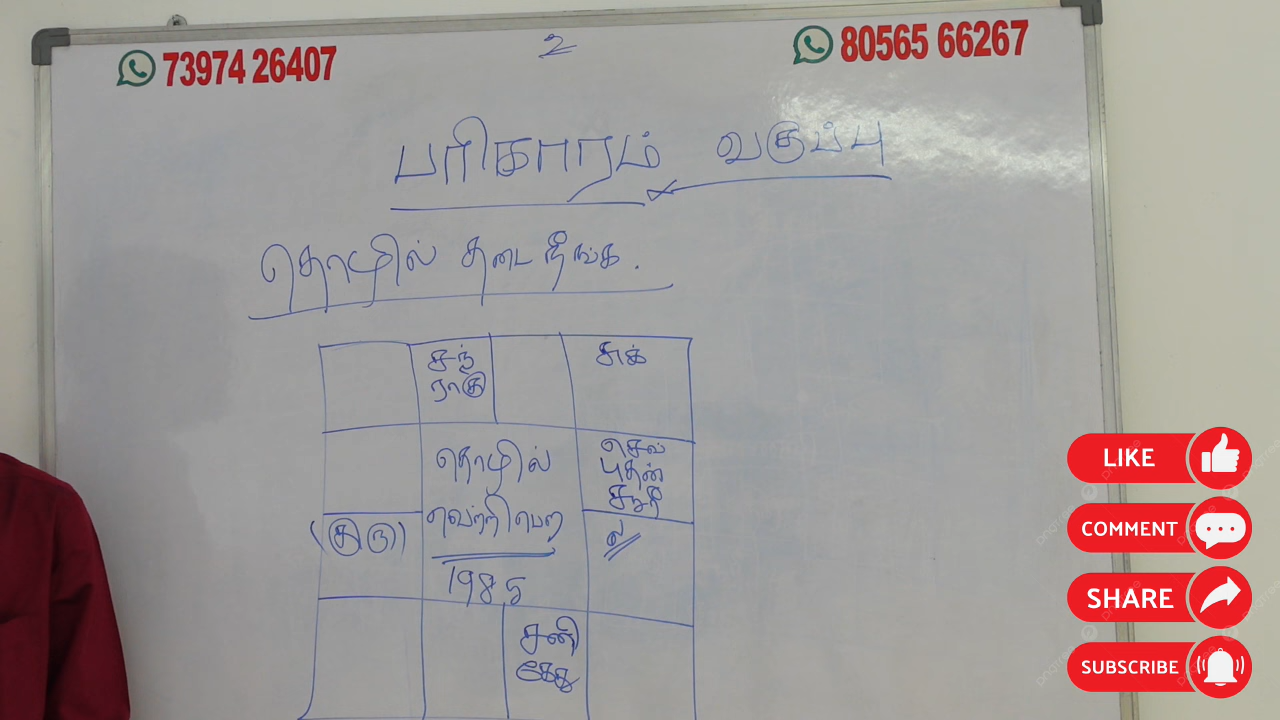 73974 26407
2
80565 66267
பரிகாரம் வகுப்பு
தொழில் தடை நீங்க.
சந்
ராகு
சுக்
தொழில்
வெற்றி பெற
1985
செவ்
புதன்
சூரி
(குரு)
ல
சனி
கேது
LIKE
COMMENT
SHARE
SUBSCRIBE